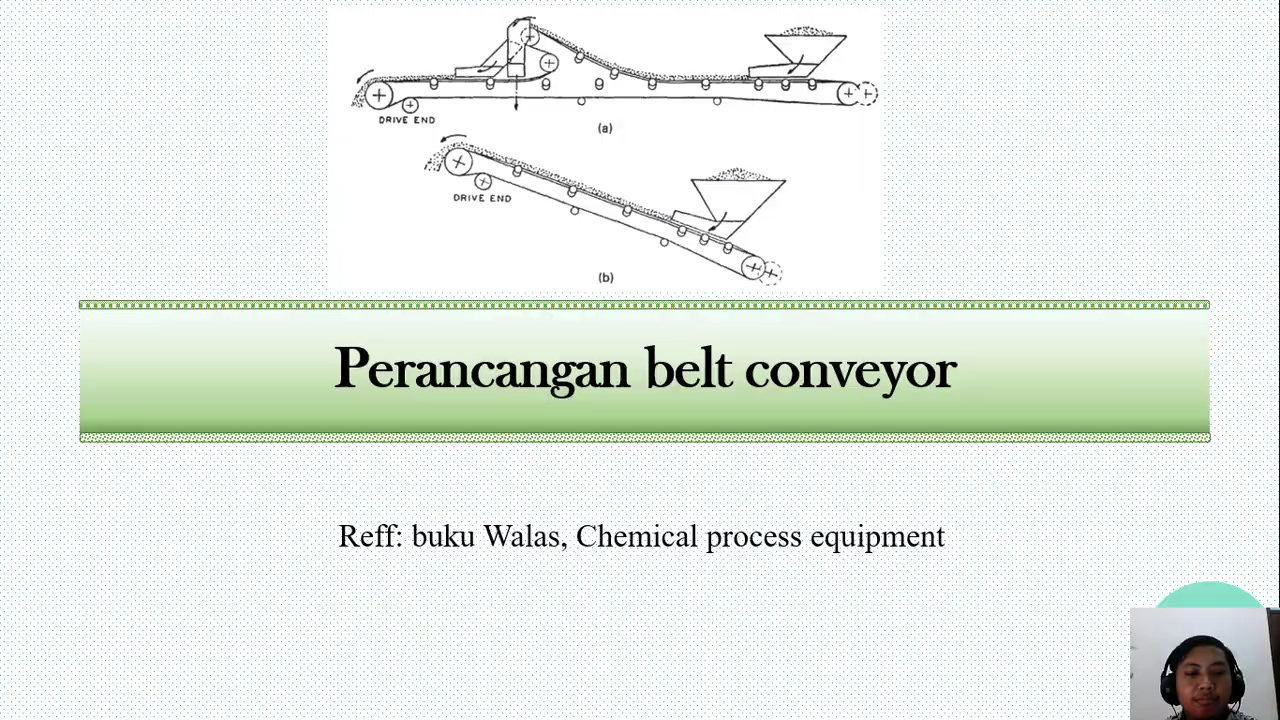 DRIVE END
(a)
DRIVE END
(b)
Perancangan belt conveyor
Reff: buku Walas, Chemical process equipment